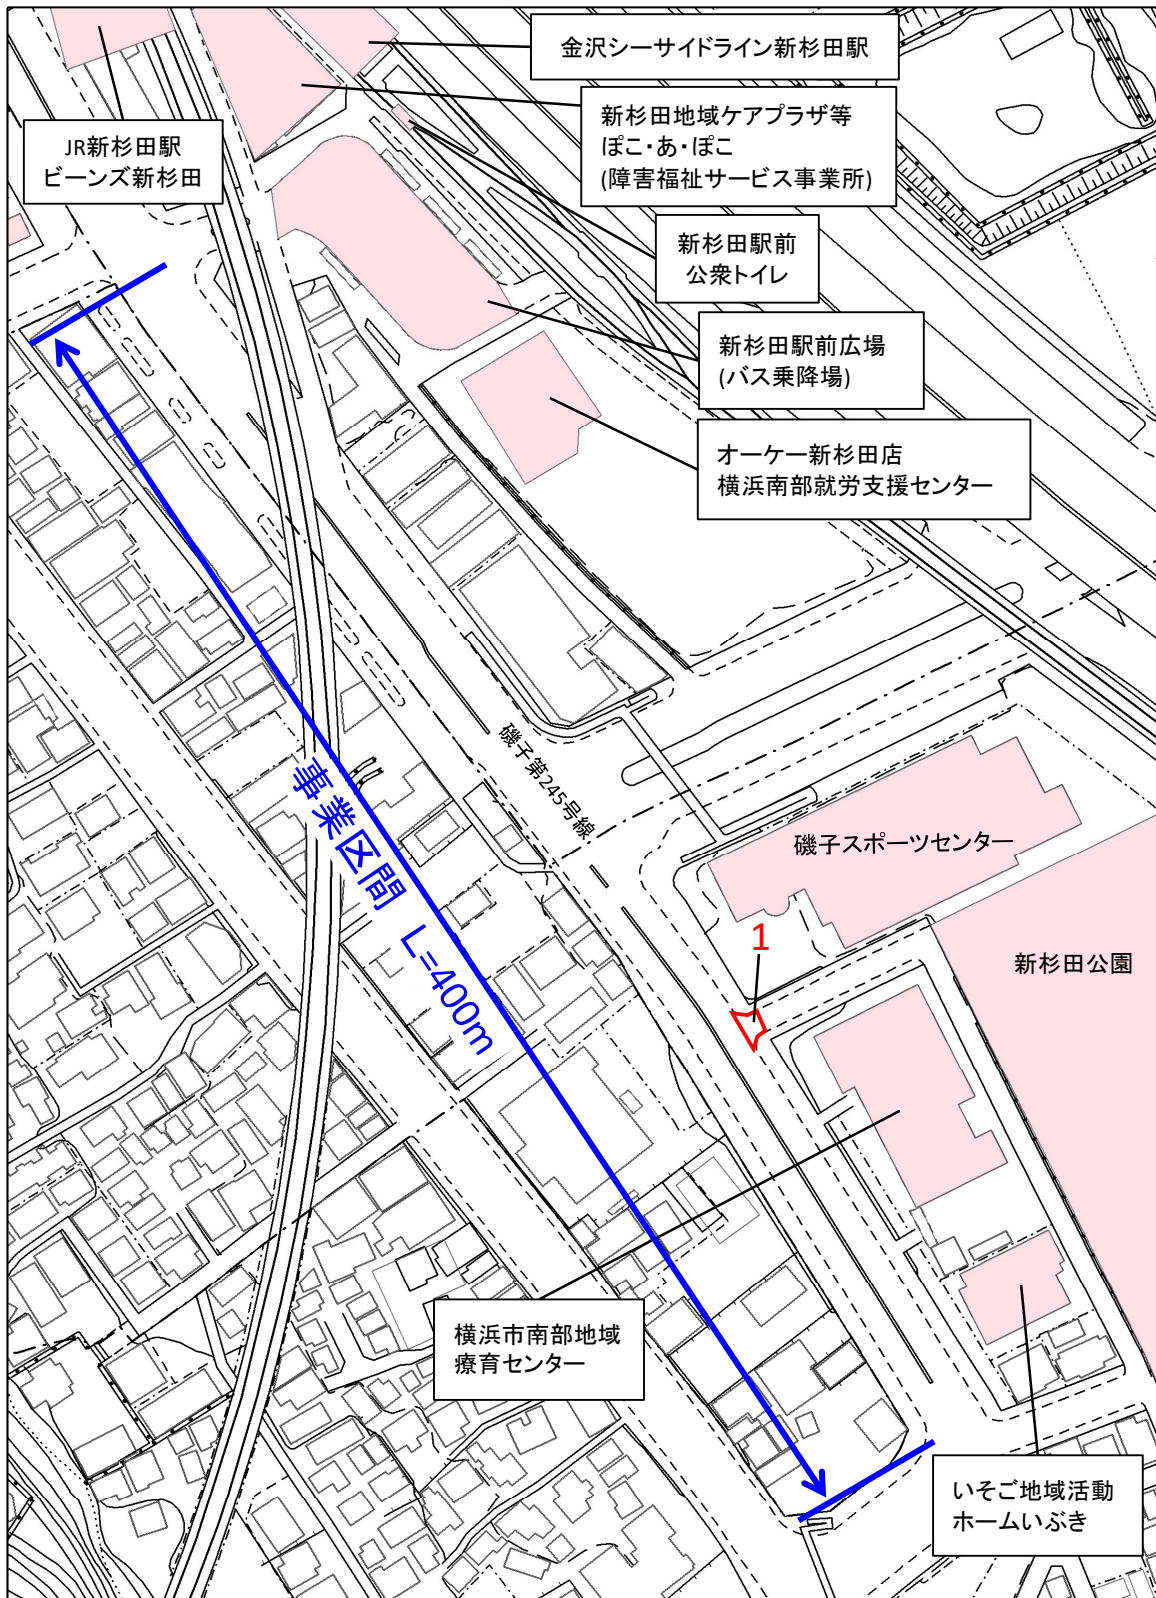 金沢シーサイドライン新杉田駅
新杉田地域ケアプラザ等
ぽこ・あ・ぽこ
(障害福祉サービス事業所)
JR新杉田駅
ビーンズ新杉田
新杉田駅前
公衆トイレ
新杉田駅前広場
(バス乗降場)
オーケー新杉田店
横浜南部就労支援センター
磯子第245号線
事業区間 L=400m
磯子スポーツセンター
1
新杉田公園
横浜市南部地域
療育センター
いそご地域活動
ホームいぶき